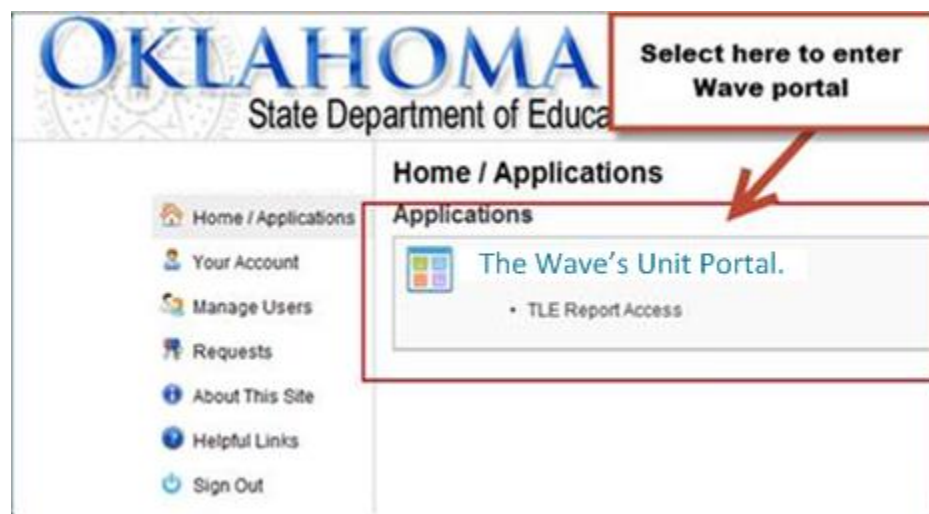 OKLAHOMA
State Department of Educa
Select here to enter
Wave portal
Home / Applications
Your Account
Manage Users
Requests
About This Site
Helpful Links
Sign Out
Home / Applications
Applications
The Wave's Unit Portal.
• TLE Report Access